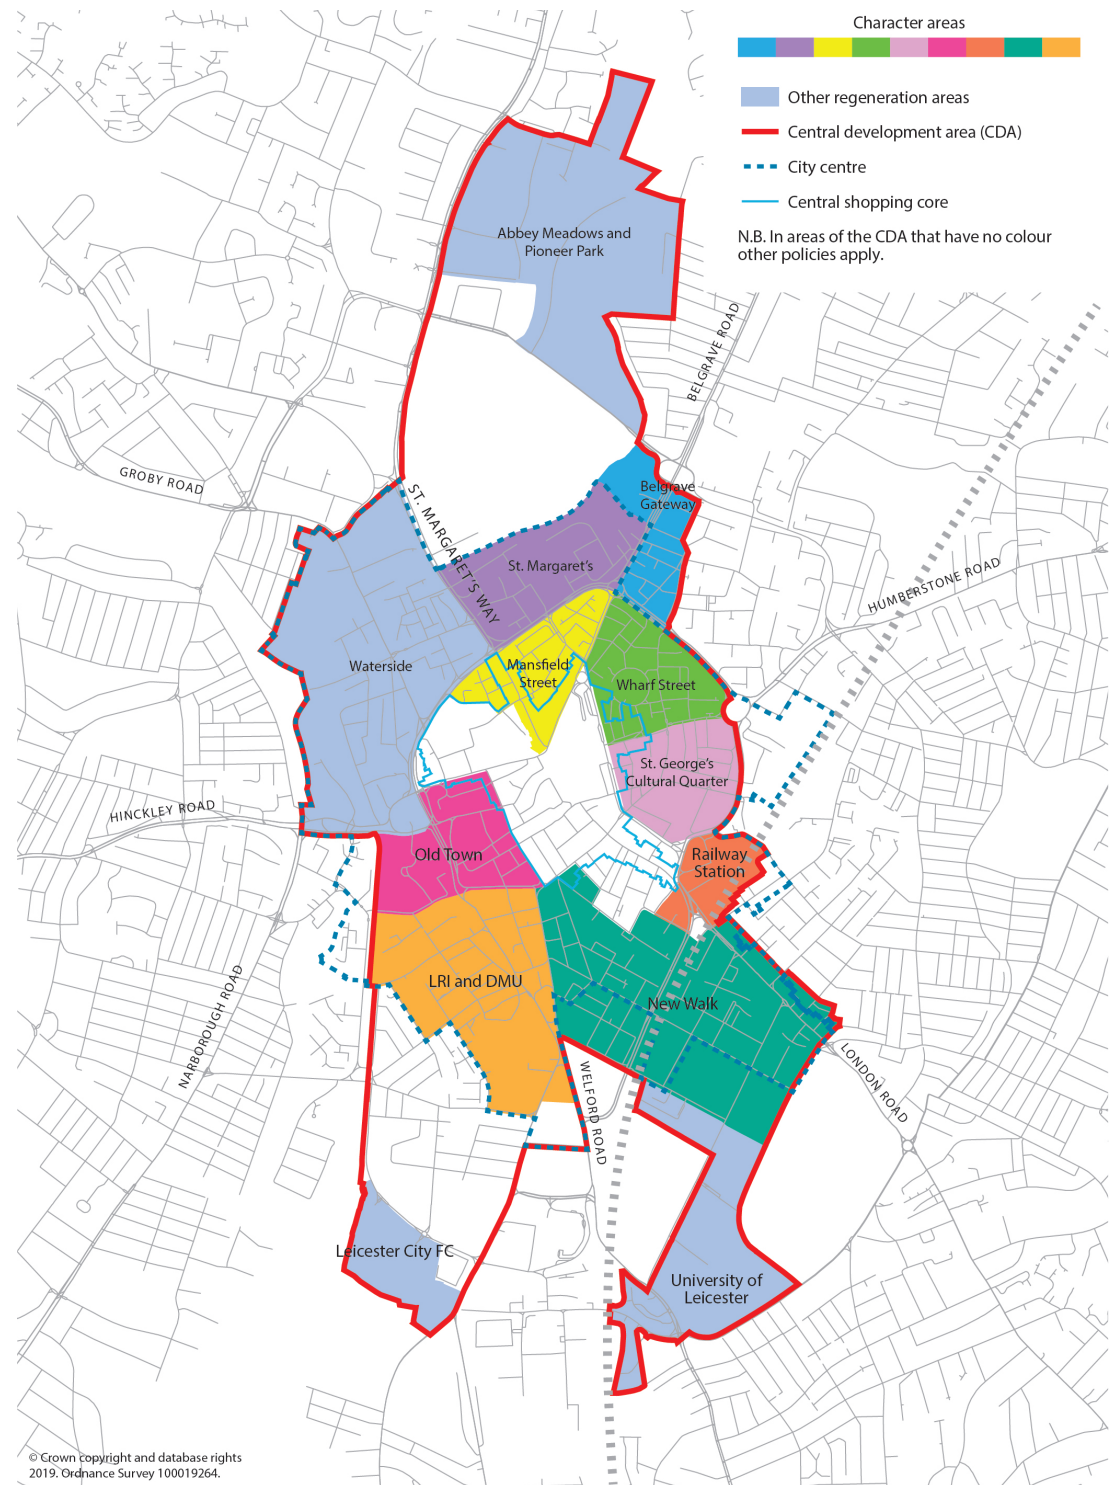 Character areas
Other regeneration areas
Central development area (CDA)
City centre
Central shopping core
N.B. In areas of the CDA that have no colour
other policies apply.
Abbey Meadows and
Pioneer Park
BELGRAVE ROAD
GROBY ROAD
ST. MARGARET'S WAY
Belgrave
Gateway
St. Margaret's
HUMBERSTONE ROAD
Waterside
Mansfield
Street
Wharf Street
St. George's
Cultural Quarter
HINCKLEY ROAD
Old Town
Railway
Station
LRI and DMU
New Walk
NARBOROUGH ROAD
WELFORD ROAD
LONDON ROAD
Leicester City FC
University of
Leicester
© Crown copyright and database rights
2019. Ordnance Survey 100019264.